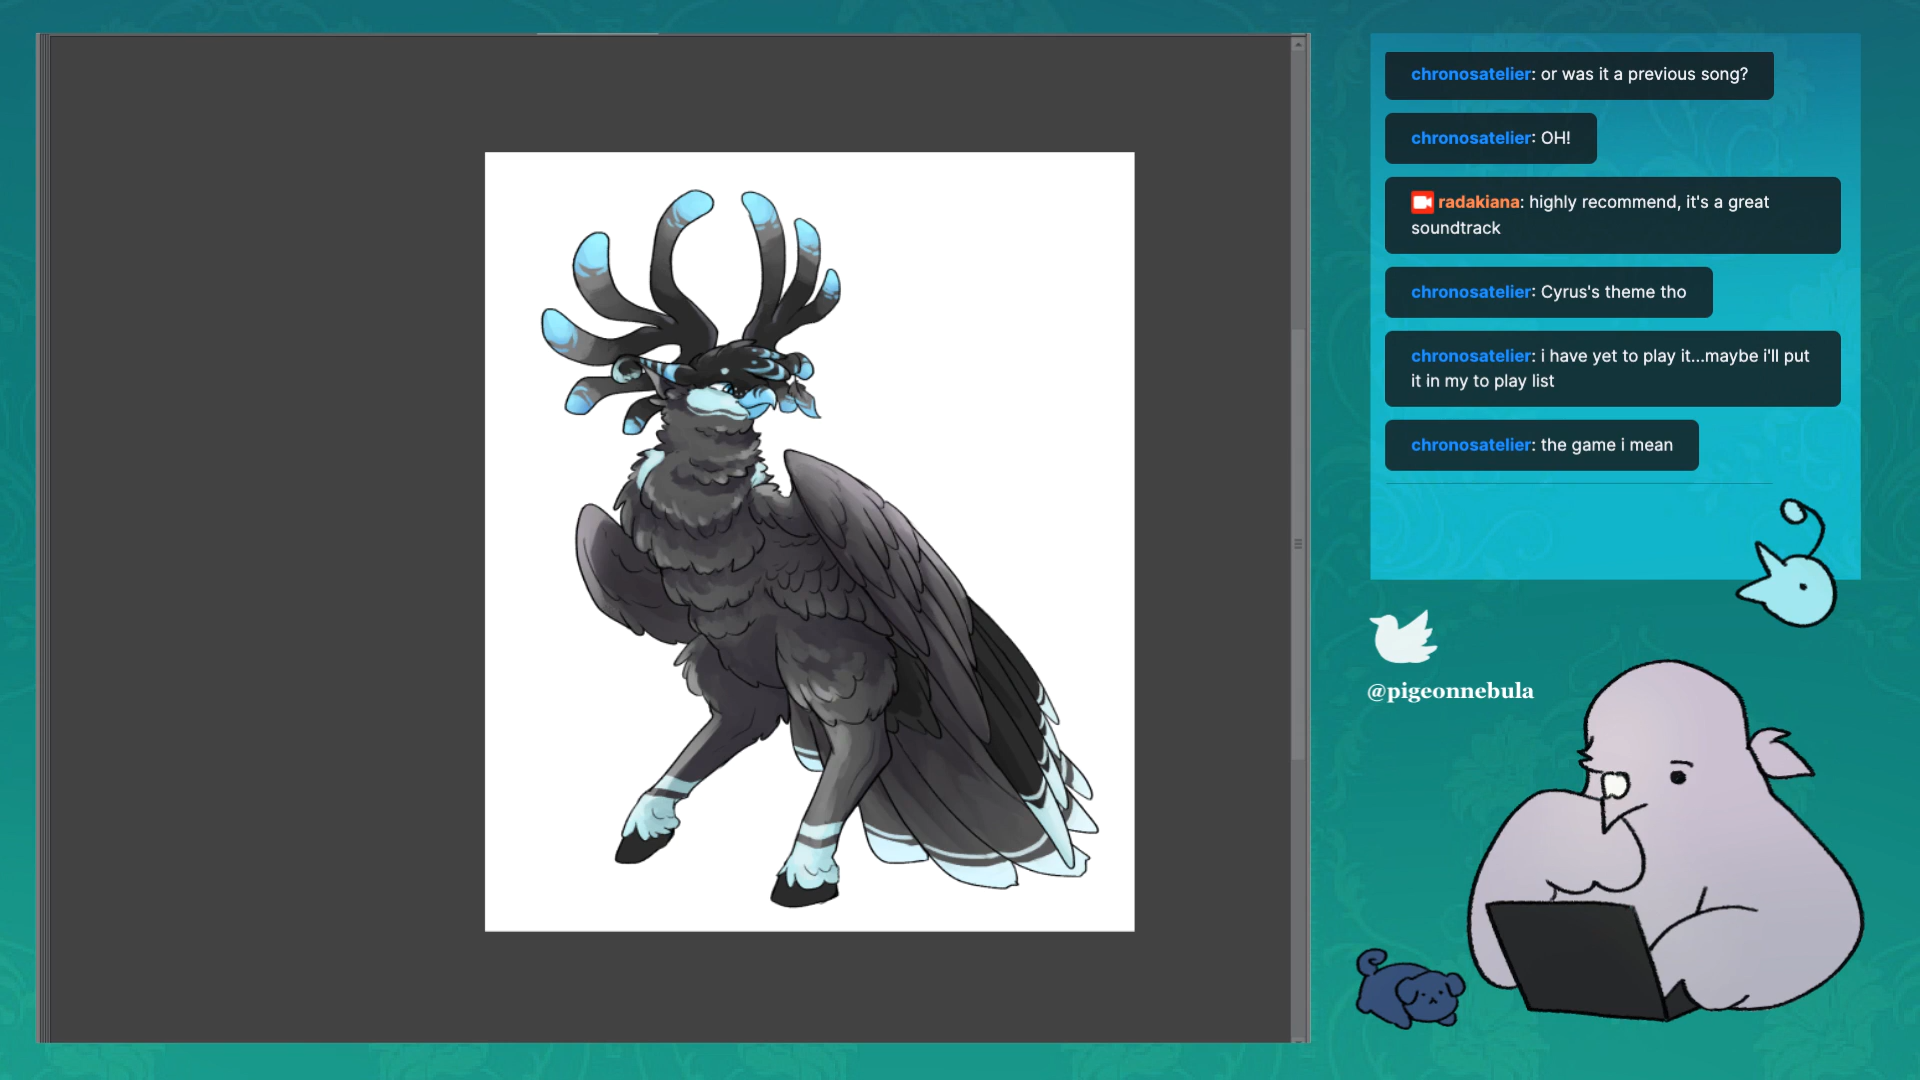 chronosatelier: or was it a previous song?
chronosatelier: OH!
radakiana: highly recommend, it's a great
soundtrack
chronosatelier: Cyrus's theme tho
chronosatelier: i have yet to play it...maybe i'll put
it in my to play list
chronosatelier: the game i mean
@pigeonnebula